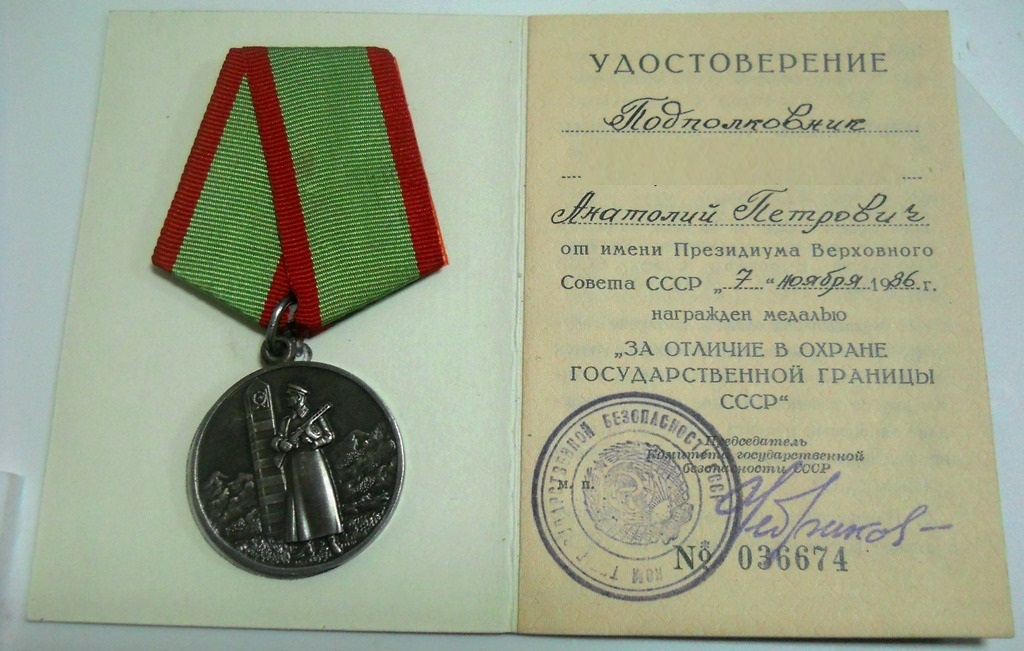 УДОСТОВЕРЕНИЕ
Подполковник
Анатолий Петрович
от имени Президиума Верховного
Совета СССР „7“ ноября 1986 г.
награжден медалью
„ЗА ОТЛИЧИЕ В ОХРАНЕ
ГОСУДАРСТВЕННОЙ ГРАНИЦЫ
СССР“
Председатель
Комитета государственной
безопасности СССР
м. п.
№ 036674